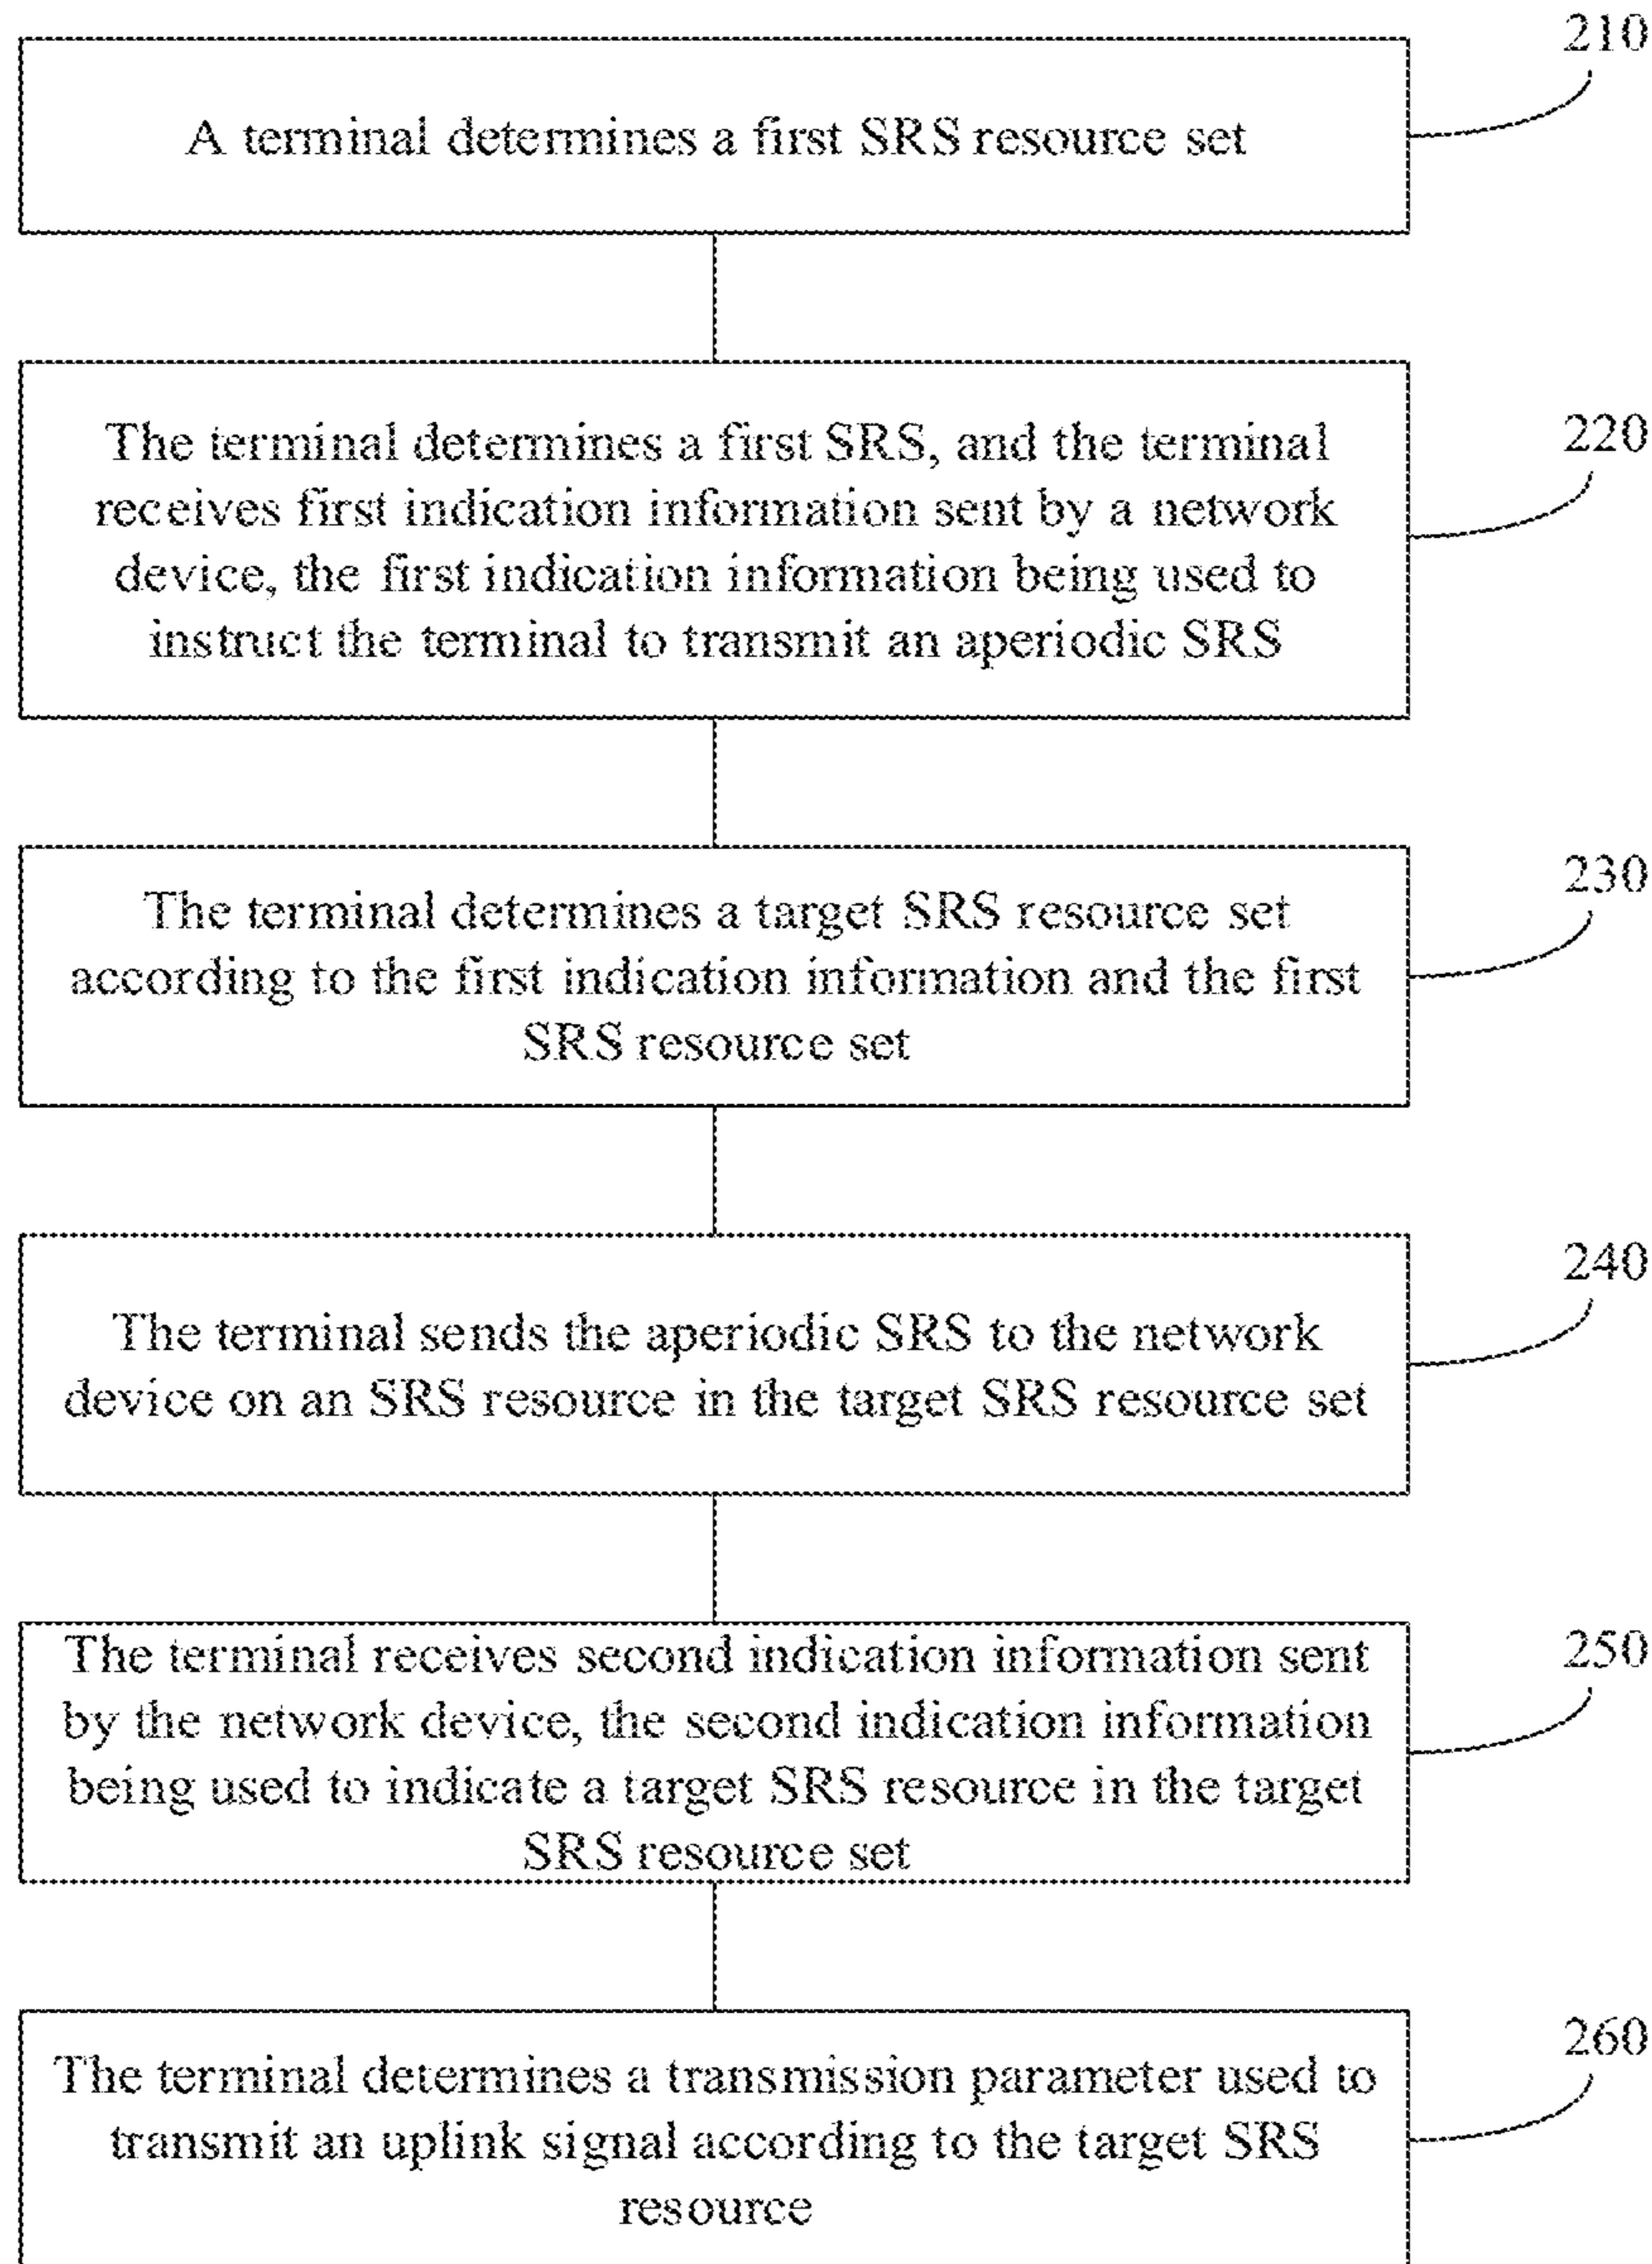 210
A terminal determines a first SRS resource set
220
The terminal determines a first SRS, and the terminal
receives first indication information sent by a network
device, the first indication information being used to
instruct the terminal to transmit an aperiodic SRS
230
The terminal determines a target SRS resource set
according to the first indication information and the first
SRS resource set
240
The terminal sends the aperiodic SRS to the network
device on an SRS resource in the target SRS resource set
250
The terminal receives second indication information sent
by the network device, the second indication information
being used to indicate a target SRS resource in the target
SRS resource set
260
The terminal determines a transmission parameter used to
transmit an uplink signal according to the target SRS
resource